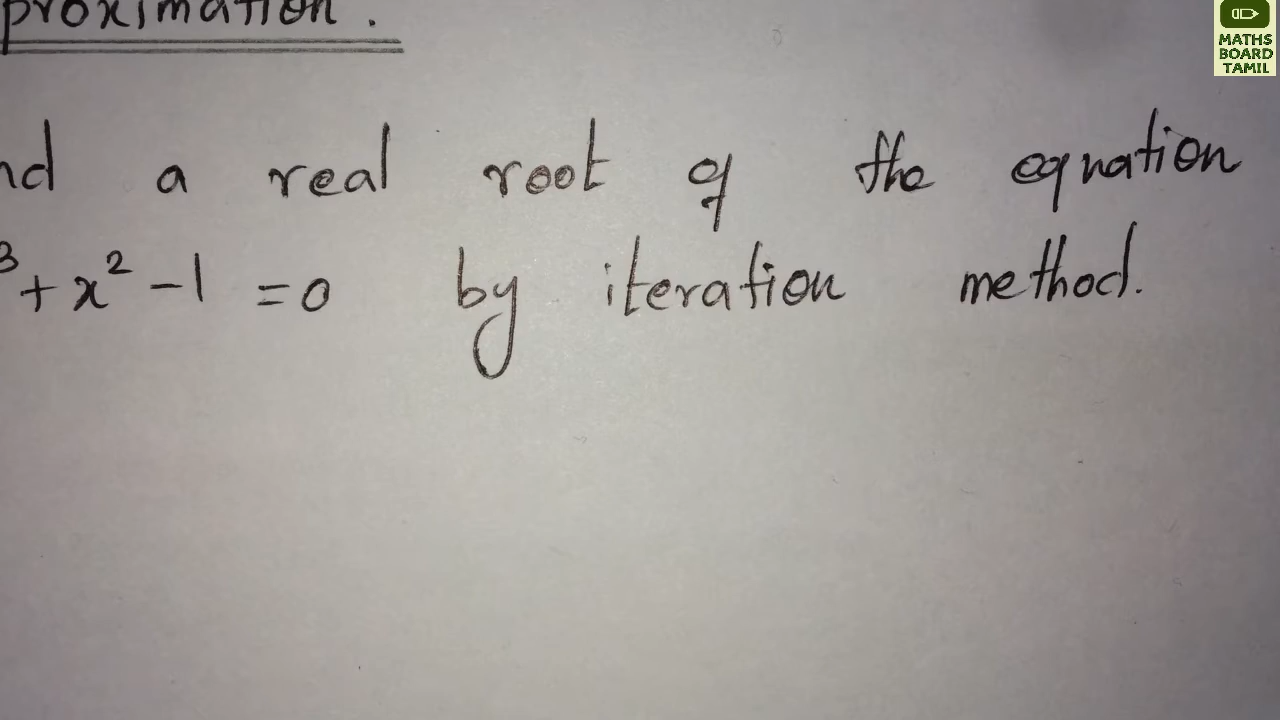 proximation.
MATHS
BOARD
TAMIL
nd a real root of the equation
3 + x² - 1 = 0 by iteration method.